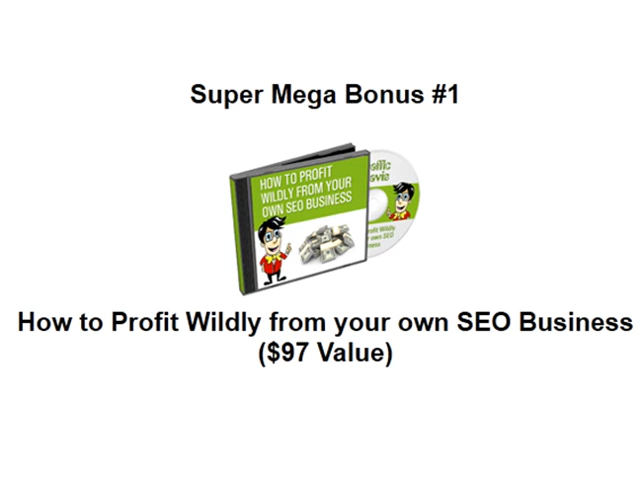 Super Mega Bonus #1
HOW TO PROFIT
WILDLY FROM YOUR
OWN SEO BUSINESS
How to Profit Wildly from your own SEO Business
($97 Value)